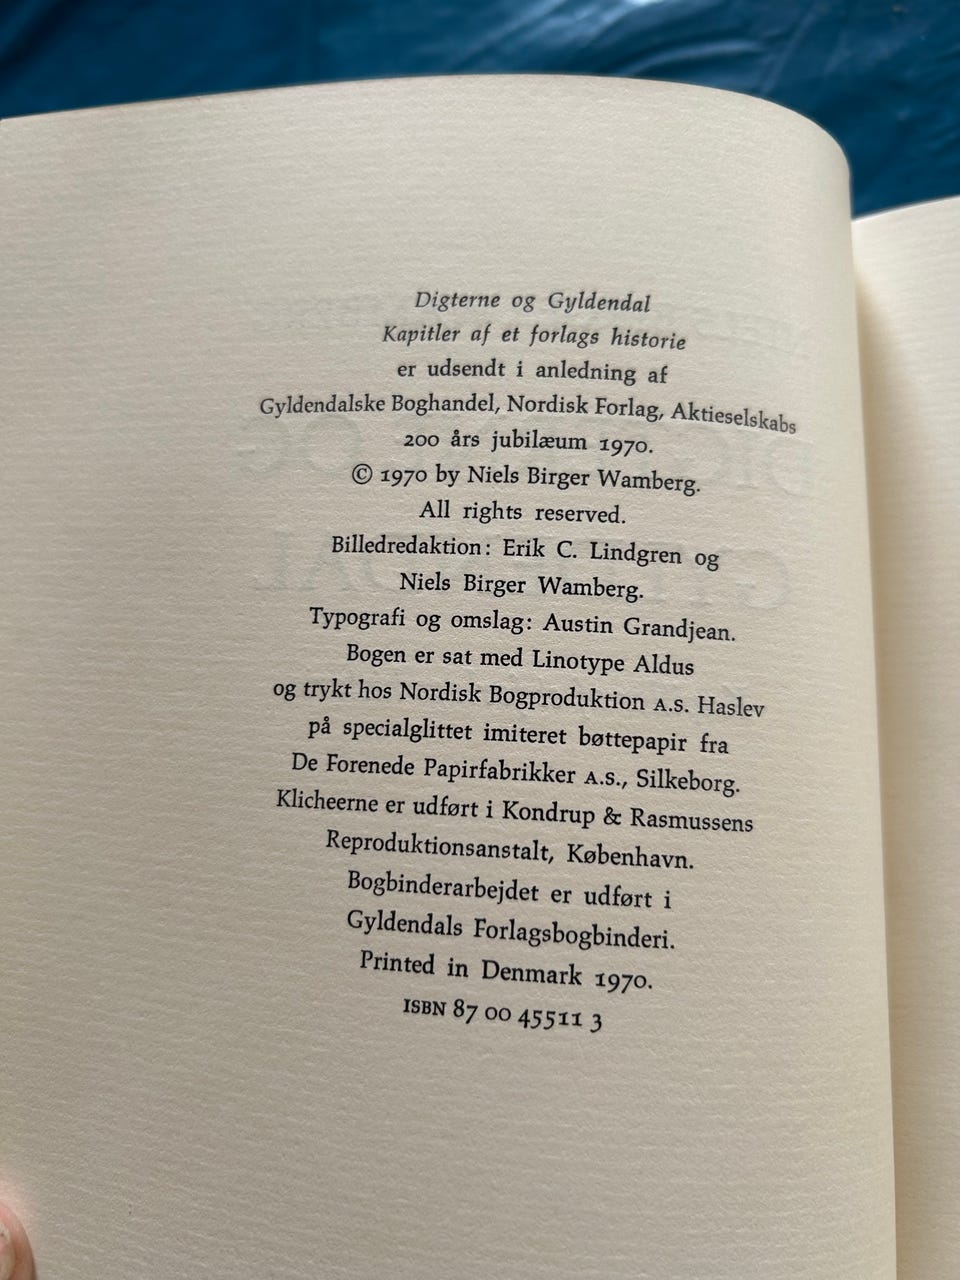 Digterne og Gyldendal
Kapitler af et forlags historie
er udsendt i anledning af
Gyldendalske Boghandel, Nordisk Forlag, Aktieselskabs
200 års jubilæum 1970.
© 1970 by Niels Birger Wamberg.
All rights reserved.
Billedredaktion: Erik C. Lindgren og
Niels Birger Wamberg.
Typografi og omslag: Austin Grandjean.
Bogen er sat med Linotype Aldus
og trykt hos Nordisk Bogproduktion A.S. Haslev
på specialglittet imiteret bøttepapir fra
De Forenede Papirfabrikker A.S., Silkeborg.
Klicheerne er udført i Kondrup & Rasmussens
Reproduktionsanstalt, København.
Bogbinderarbejdet er udført i
Gyldendals Forlagsbogbinderi.
Printed in Denmark 1970.
ISBN 87 00 45511 3